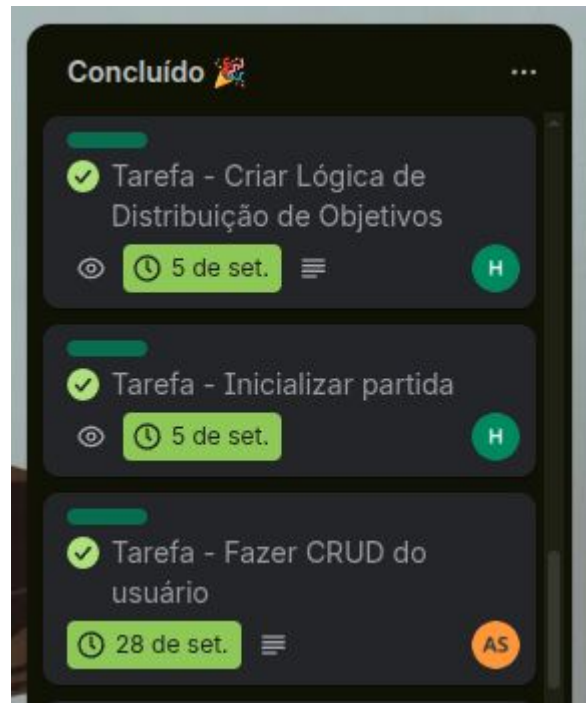 Concluído 🎉
Tarefa - Criar Lógica de
Distribuição de Objetivos
5 de set.
H
Tarefa - Inicializar partida
5 de set.
H
Tarefa - Fazer CRUD do
usuário
28 de set.
AS